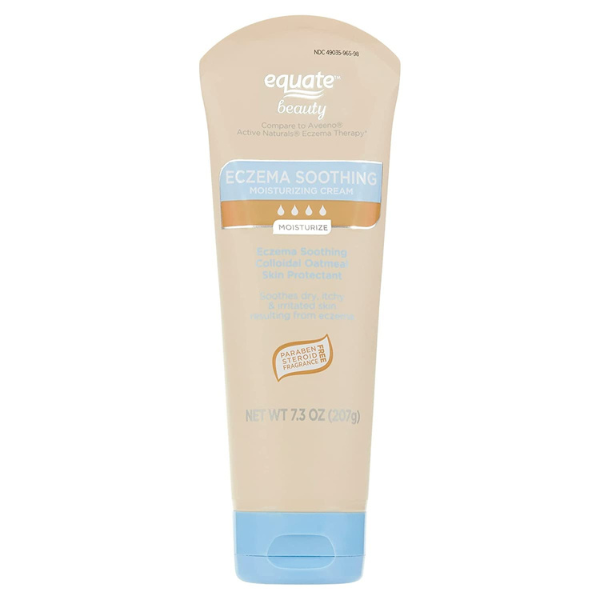 NDC 49035-965-98
equate™
beauty
Compare to Aveeno®
Active Naturals® Eczema Therapy*
ECZEMA SOOTHING
MOISTURIZING CREAM
MOISTURIZE
Eczema Soothing
Colloidal Oatmeal
Skin Protectant
Soothes dry, itchy
& irritated skin
resulting from eczema
PARABEN
STEROID
FRAGRANCE
FREE
NET WT 7.3 OZ (207g)